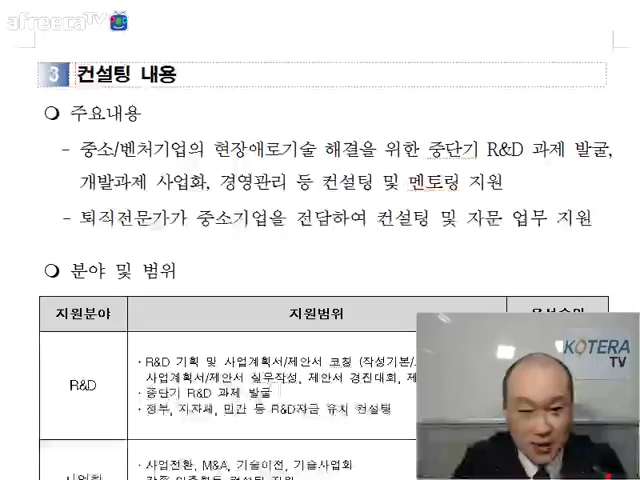 afreecaTV
3 컨설팅 내용
❍ 주요내용
- 중소/벤처기업의 현장애로기술 해결을 위한 중단기 R&D 과제 발굴,
개발과제 사업화, 경영관리 등 컨설팅 및 멘토링 지원
- 퇴직전문가가 중소기업을 전담하여 컨설팅 및 자문 업무 지원
❍ 분야 및 범위
지원분야 지원범위
R&D
· R&D 기획 및 사업계획서/제안서 코칭 (작성기본/
사업계획서/제안서 실무작성, 제안서 경진대회,
· 중단기 R&D 과제 발굴
· 정부, 지자체, 민간 등 R&D자금 유치 컨설팅
· 사업전환, M&A, 기술이전, 기술사업화
KOTERA
TV